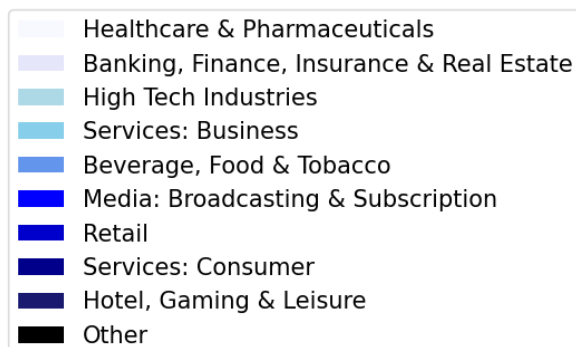 Healthcare & Pharmaceuticals
Banking, Finance, Insurance & Real Estate
High Tech Industries
Services: Business
Beverage, Food & Tobacco
Media: Broadcasting & Subscription
Retail
Services: Consumer
Hotel, Gaming & Leisure
Other